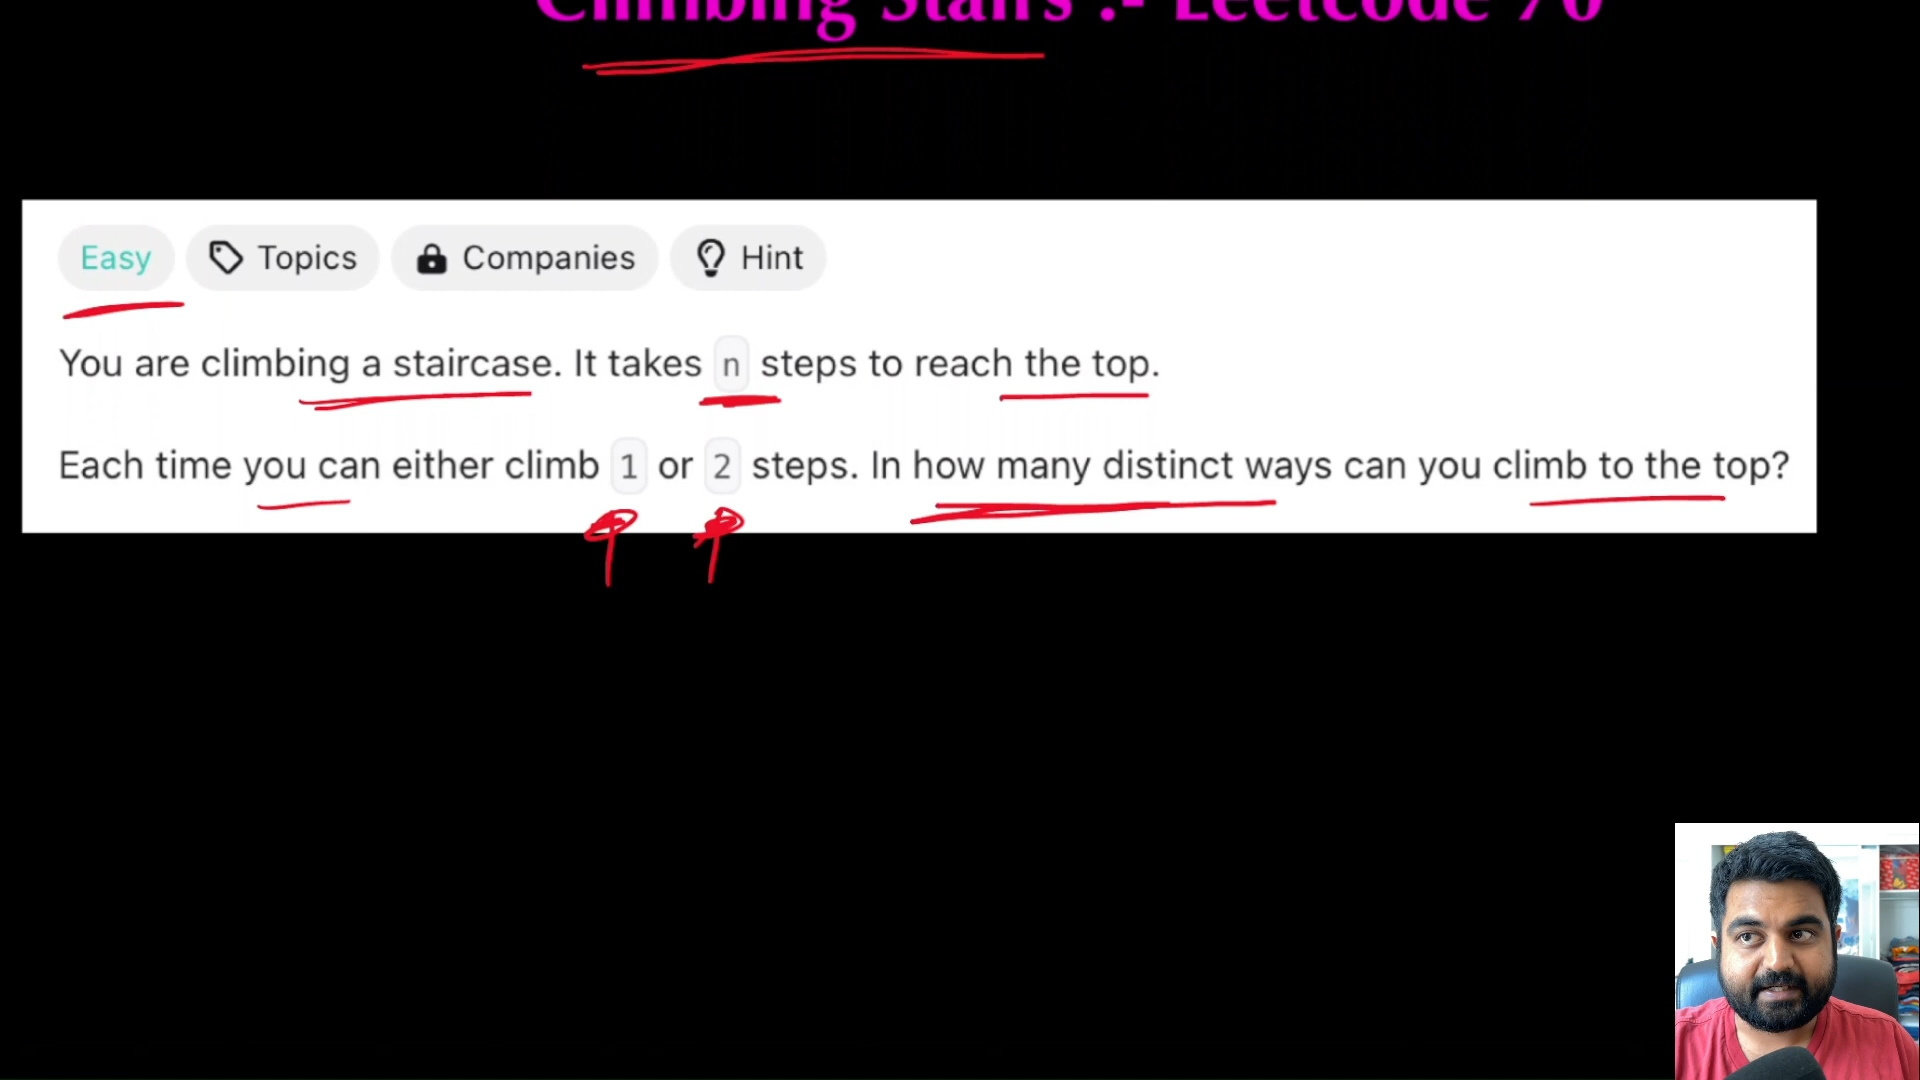 Climbing Stairs :- Leetcode 70
Easy Topics Companies Hint
You are climbing a staircase. It takes n steps to reach the top.
Each time you can either climb 1 or 2 steps. In how many distinct ways can you climb to the top?